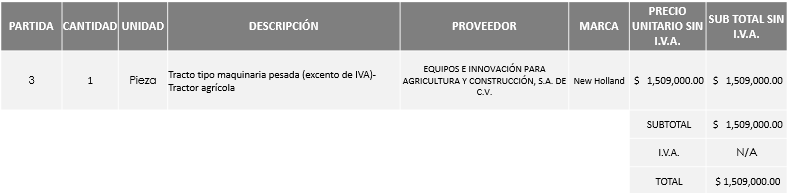 PARTIDA CANTIDAD UNIDAD DESCRIPCIÓN PROVEEDOR MARCA PRECIO UNITARIO SIN I.V.A. SUB TOTAL SIN I.V.A.
3 1 Pieza Tracto tipo maquinaria pesada (excento de IVA)- Tractor agrícola EQUIPOS E INNOVACIÓN PARA AGRICULTURA Y CONSTRUCCIÓN, S.A. DE C.V. New Holland $ 1,509,000.00 $ 1,509,000.00
SUBTOTAL $ 1,509,000.00
I.V.A. N/A
TOTAL $ 1,509,000.00